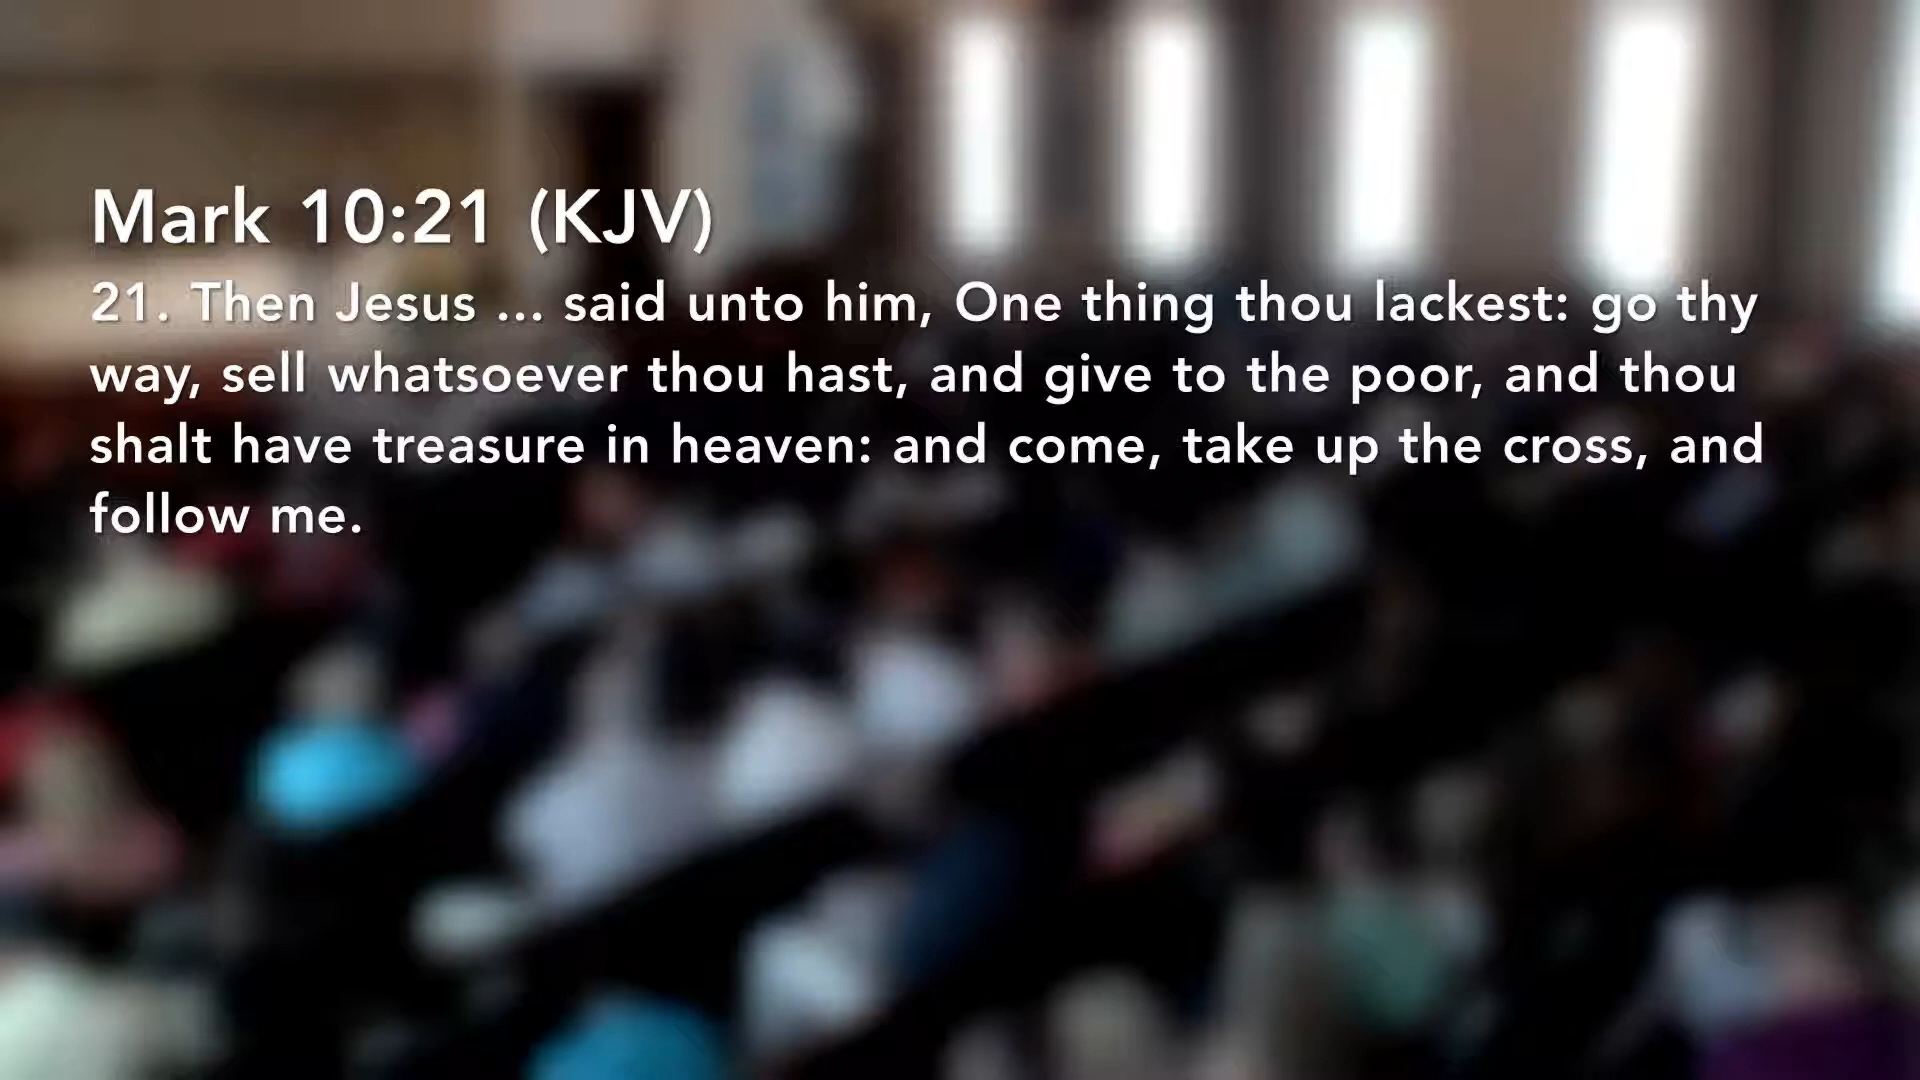 Mark 10:21 (KJV)
21. Then Jesus ... said unto him, One thing thou lackest: go thy
way, sell whatsoever thou hast, and give to the poor, and thou
shalt have treasure in heaven: and come, take up the cross, and
follow me.